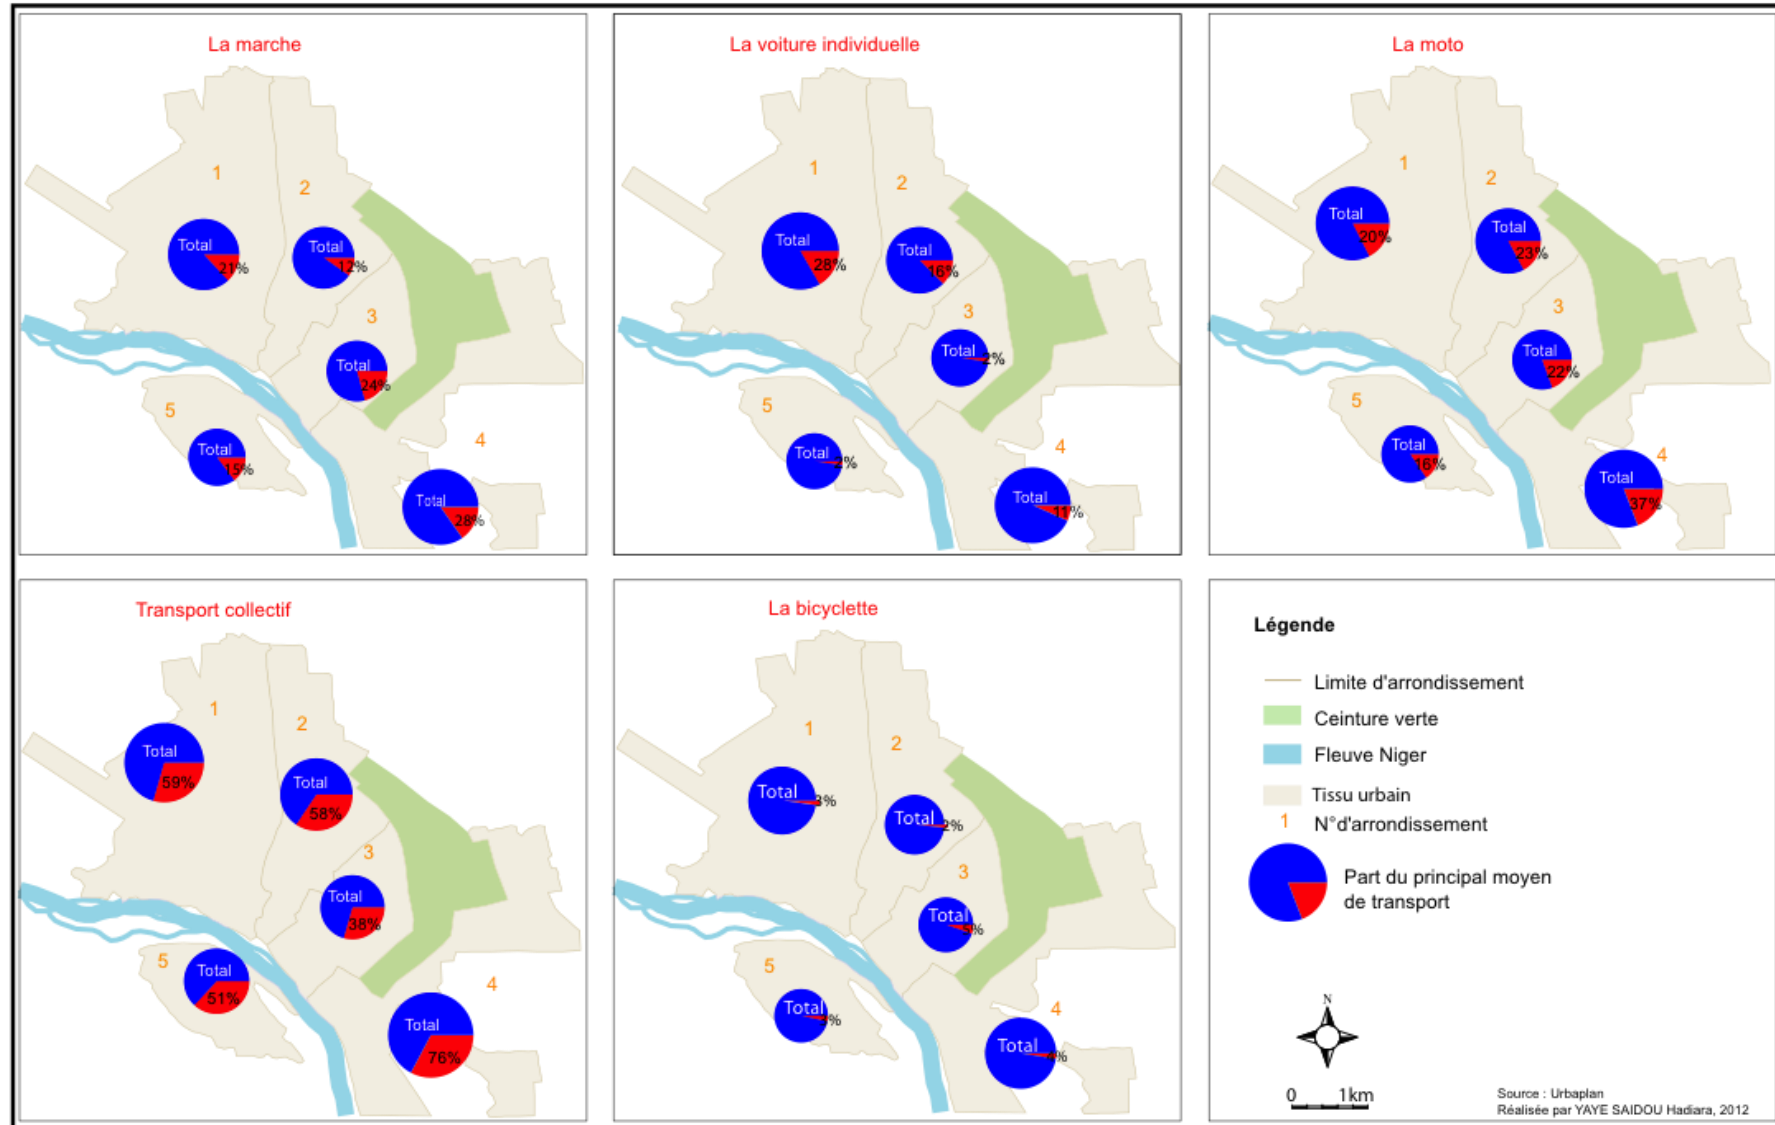 La marche
1
2
Total
21%
Total
12%
3
Total
24%
5
Total
15%
4
Total
28%
La voiture individuelle
1
2
Total
28%
Total
16%
3
Total
2%
5
Total
2%
4
Total
11%
La moto
1
2
Total
20%
Total
23%
3
Total
22%
5
Total
16%
4
Total
37%
Transport collectif
1
2
Total
59%
Total
58%
3
Total
38%
5
Total
51%
4
Total
76%
La bicyclette
1
2
Total
3%
Total
2%
3
Total
5%
5
Total
4
Total
Légende
Limite d'arrondissement
Ceinture verte
Fleuve Niger
Tissu urbain
1 N°d'arrondissement
Part du principal moyen
de transport
N
0 1km
Source : Urbaplan
Réalisée par YAYE SAIDOU Hadiara, 2012